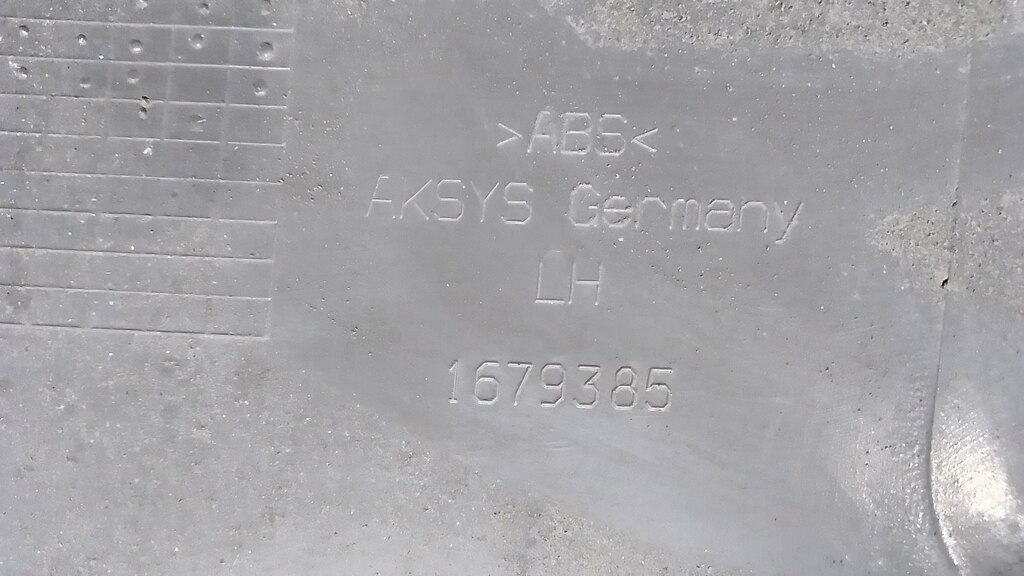 >ABS<
AKSYS Germany
LH
1679385